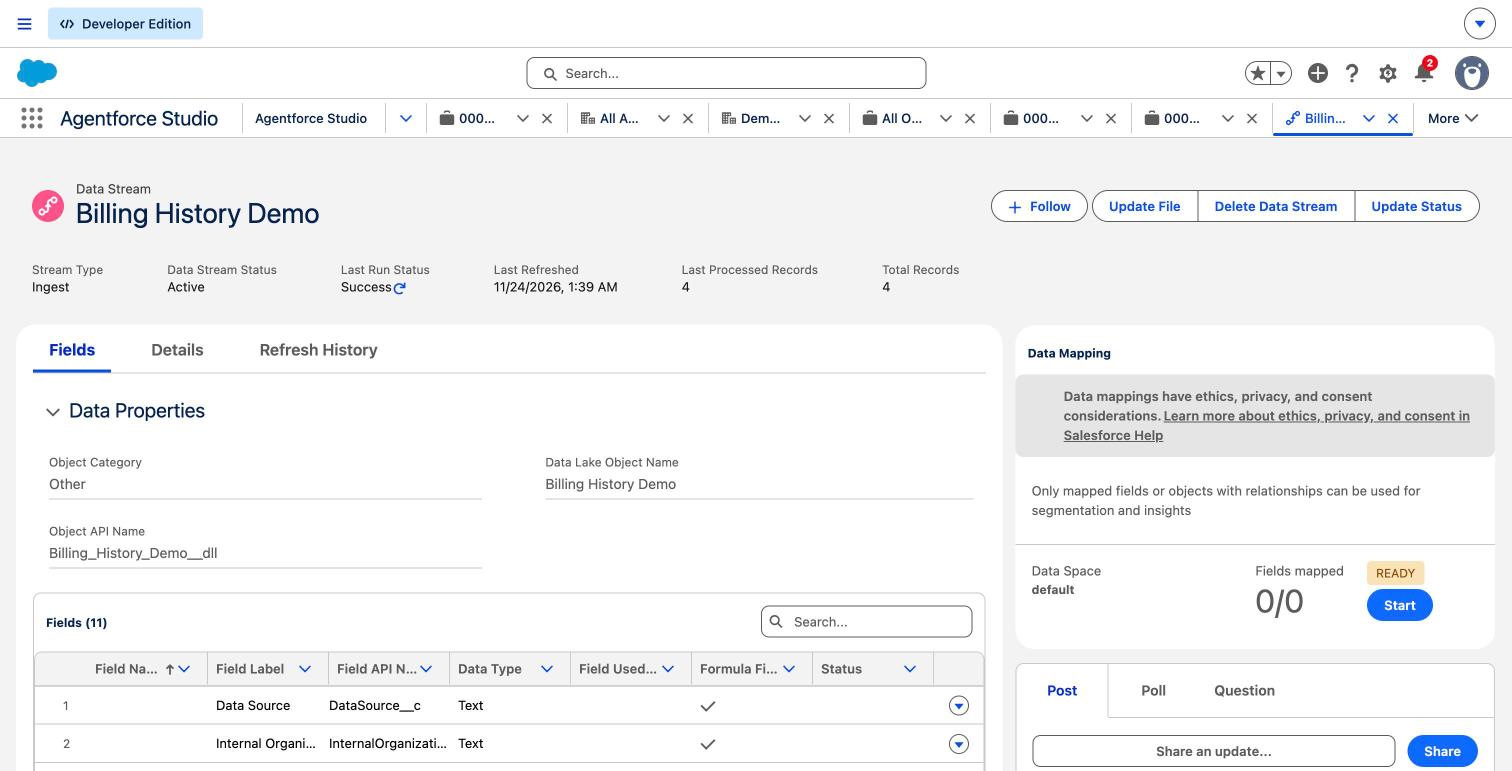 Developer Edition
Search...
2
Agentforce Studio
Agentforce Studio
000...
All A...
Dem...
All O...
000...
000...
Billin...
More
Data Stream
Billing History Demo
Follow
Update File
Delete Data Stream
Update Status
Stream Type
Ingest
Data Stream Status
Active
Last Run Status
Success
Last Refreshed
11/24/2026, 1:39 AM
Last Processed Records
4
Total Records
4
Fields
Details
Refresh History
Data Properties
Object Category
Other
Data Lake Object Name
Billing History Demo
Object API Name
Billing_History_Demo__dll
Fields (11)
Search...
Field Na... Field Label Field API N... Data Type Field Used... Formula Fi... Status
1 Data Source DataSource__c Text
2 Internal Organi... InternalOrganizati... Text
Data Mapping
Data mappings have ethics, privacy, and consent
considerations. Learn more about ethics, privacy, and consent in
Salesforce Help
Only mapped fields or objects with relationships can be used for
segmentation and insights
Data Space
default
Fields mapped
0/0
READY
Start
Post
Poll
Question
Share an update...
Share